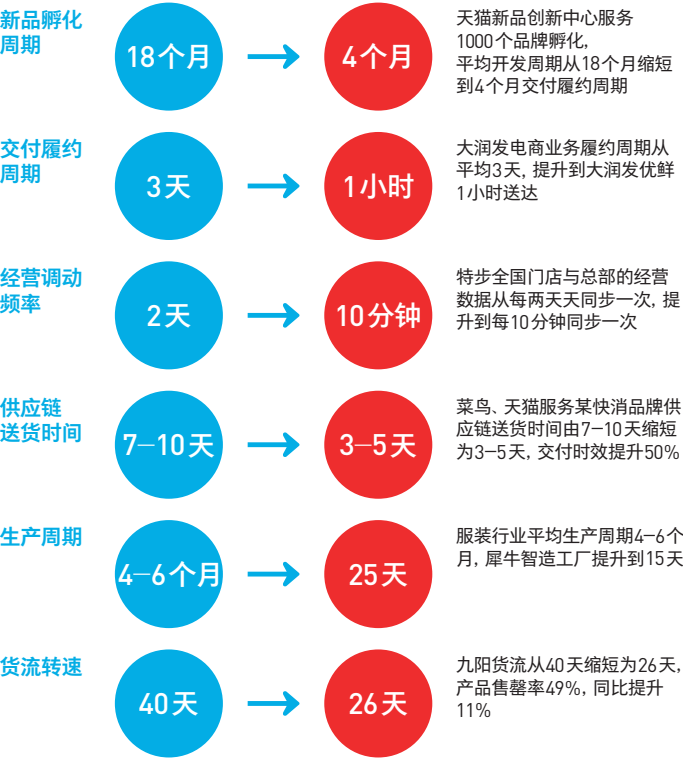 新品孵化
周期
18个月
4个月
天猫新品创新中心服务
1000个品牌孵化,
平均开发周期从18个月缩短
到4个月交付履约周期
交付履约
周期
3天
1小时
大润发电商业务履约周期从
平均3天, 提升到大润发优鲜
1小时送达
经营调动
频率
2天
10分钟
特步全国门店与总部的经营
数据从每两天天同步一次, 提
升到每10分钟同步一次
供应链
送货时间
7—10天
3—5天
菜鸟、天猫服务某快消品牌供
应链送货时间由7—10天缩短
为3—5天, 交付时效提升50%
生产周期
4—6个月
25天
服装行业平均生产周期4—6个
月, 犀牛智造工厂提升到15天
货流转速
40天
26天
九阳货流从40天缩短为26天,
产品售罄率49%, 同比提升
11%